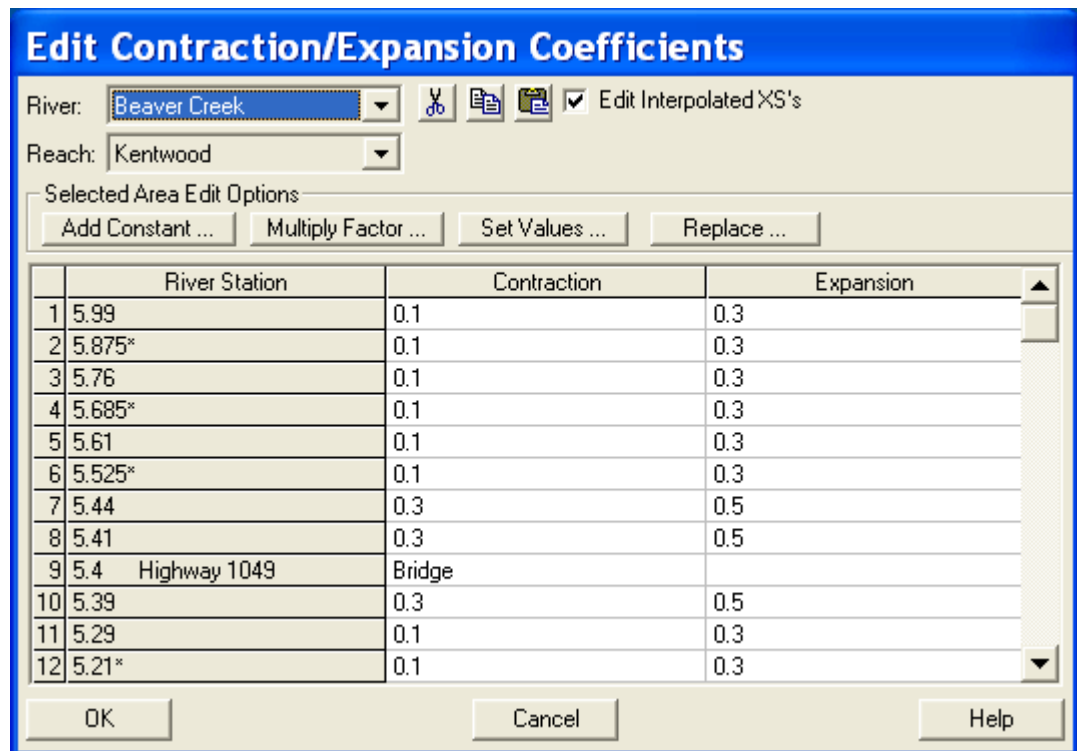 Edit Contraction/Expansion Coefficients
River: Beaver Creek Edit Interpolated XS's
Reach: Kentwood
Selected Area Edit Options
Add Constant ... Multiply Factor ... Set Values ... Replace ...
River Station Contraction Expansion
1 5.99 0.1 0.3
2 5.875* 0.1 0.3
3 5.76 0.1 0.3
4 5.685* 0.1 0.3
5 5.61 0.1 0.3
6 5.525* 0.1 0.3
7 5.44 0.3 0.5
8 5.41 0.3 0.5
9 5.4 Highway 1049 Bridge
10 5.39 0.3 0.5
11 5.29 0.1 0.3
12 5.21* 0.1 0.3
OK Cancel Help